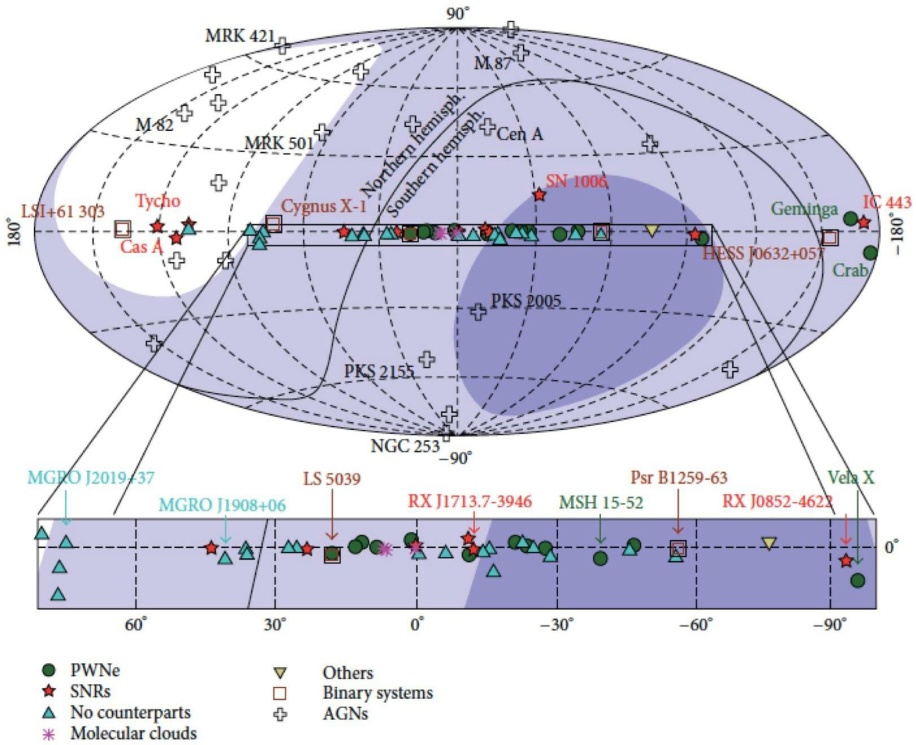 90°
MRK 421
M 87
M 82
MRK 501
Northern hemisph.
Southern hemisph.
Cen A
SN 1006
Tycho
LSI+61 303
Cygnus X-1
Geminga
IC 443
180°
-180°
Cas A
HESS J0632+057
Crab
PKS 2005
PKS 2155
NGC 253
-90°
MGRO J2019+37
MGRO J1908+06
LS 5039
RX J1713.7-3946
MSH 15-52
Psr B1259-63
RX J0852-4622
Vela X
0°
60°
30°
0°
-30°
-60°
-90°
PWNe
SNRs
No counterparts
Molecular clouds
Others
Binary systems
AGNs